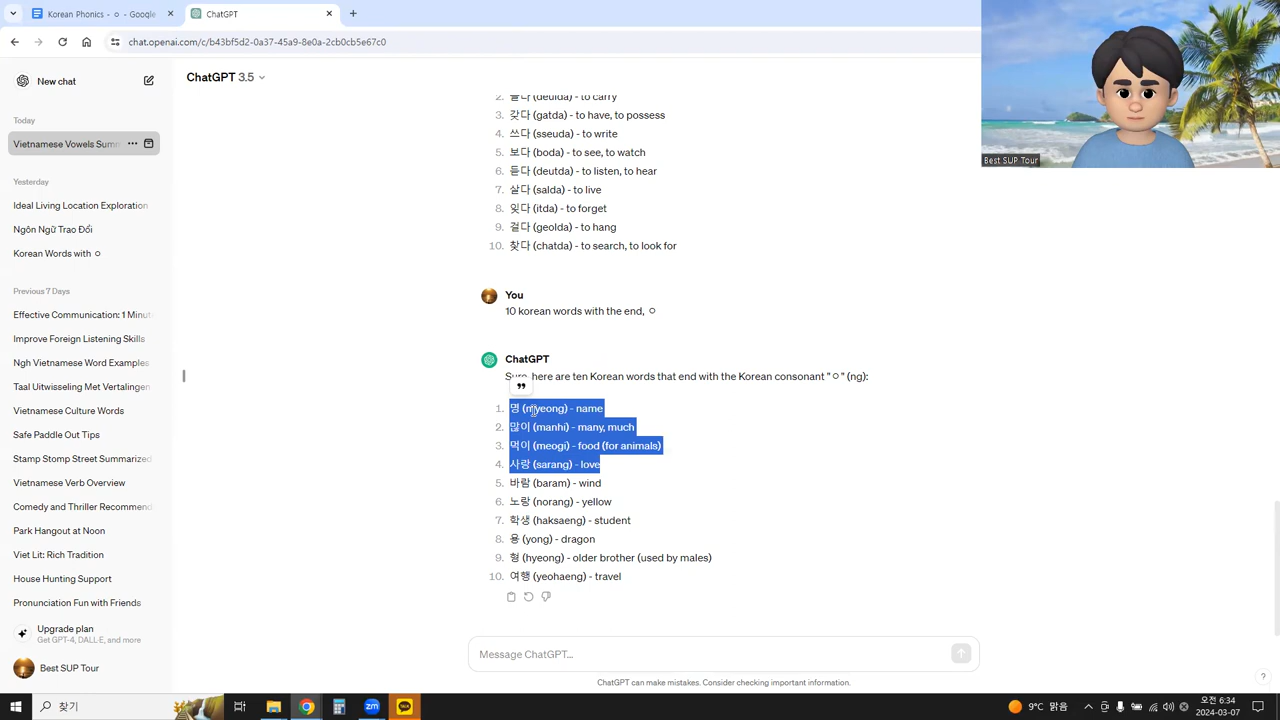 Korean Phonics - ㅇ - Google
ChatGPT
chat.openai.com/c/b43bf5d2-0a37-45a9-8e0a-2cb0cb5e67c0
New chat
ChatGPT 3.5
Today
Vietnamese Vowels Summ
Yesterday
Ideal Living Location Exploration
Ngôn Ngữ Trao Đổi
Korean Words with ㅇ
Previous 7 Days
Effective Communication: 1 Minut
Improve Foreign Listening Skills
Ngh Vietnamese Word Examples
Taal Uitwisseling Met Vertalingen
Vietnamese Culture Words
Safe Paddle Out Tips
Stamp Stomp Street Summarized
Vietnamese Verb Overview
Comedy and Thriller Recommend
Park Hangout at Noon
Viet Lit: Rich Tradition
House Hunting Support
Pronunciation Fun with Friends
Upgrade plan
Get GPT-4, DALL·E, and more
Best SUP Tour
2. 들다 (deulda) - to carry
3. 갖다 (gatda) - to have, to possess
4. 쓰다 (sseuda) - to write
5. 보다 (boda) - to see, to watch
6. 듣다 (deutda) - to listen, to hear
7. 살다 (salda) - to live
8. 잊다 (itda) - to forget
9. 걸다 (geolda) - to hang
10. 찾다 (chatda) - to search, to look for
You
10 korean words with the end, ㅇ
ChatGPT
Sure, here are ten Korean words that end with the Korean consonant "ㅇ" (ng):
1. 명 (myeong) - name
2. 많이 (manhi) - many, much
3. 먹이 (meogi) - food (for animals)
4. 사랑 (sarang) - love
5. 바람 (baram) - wind
6. 노랑 (norang) - yellow
7. 학생 (haksaeng) - student
8. 용 (yong) - dragon
9. 형 (hyeong) - older brother (used by males)
10. 여행 (yeohaeng) - travel
Message ChatGPT...
ChatGPT can make mistakes. Consider checking important information.
?
Best SUP Tour
찾기
TALK
9°C 맑음
오전 6:34
2024-03-07